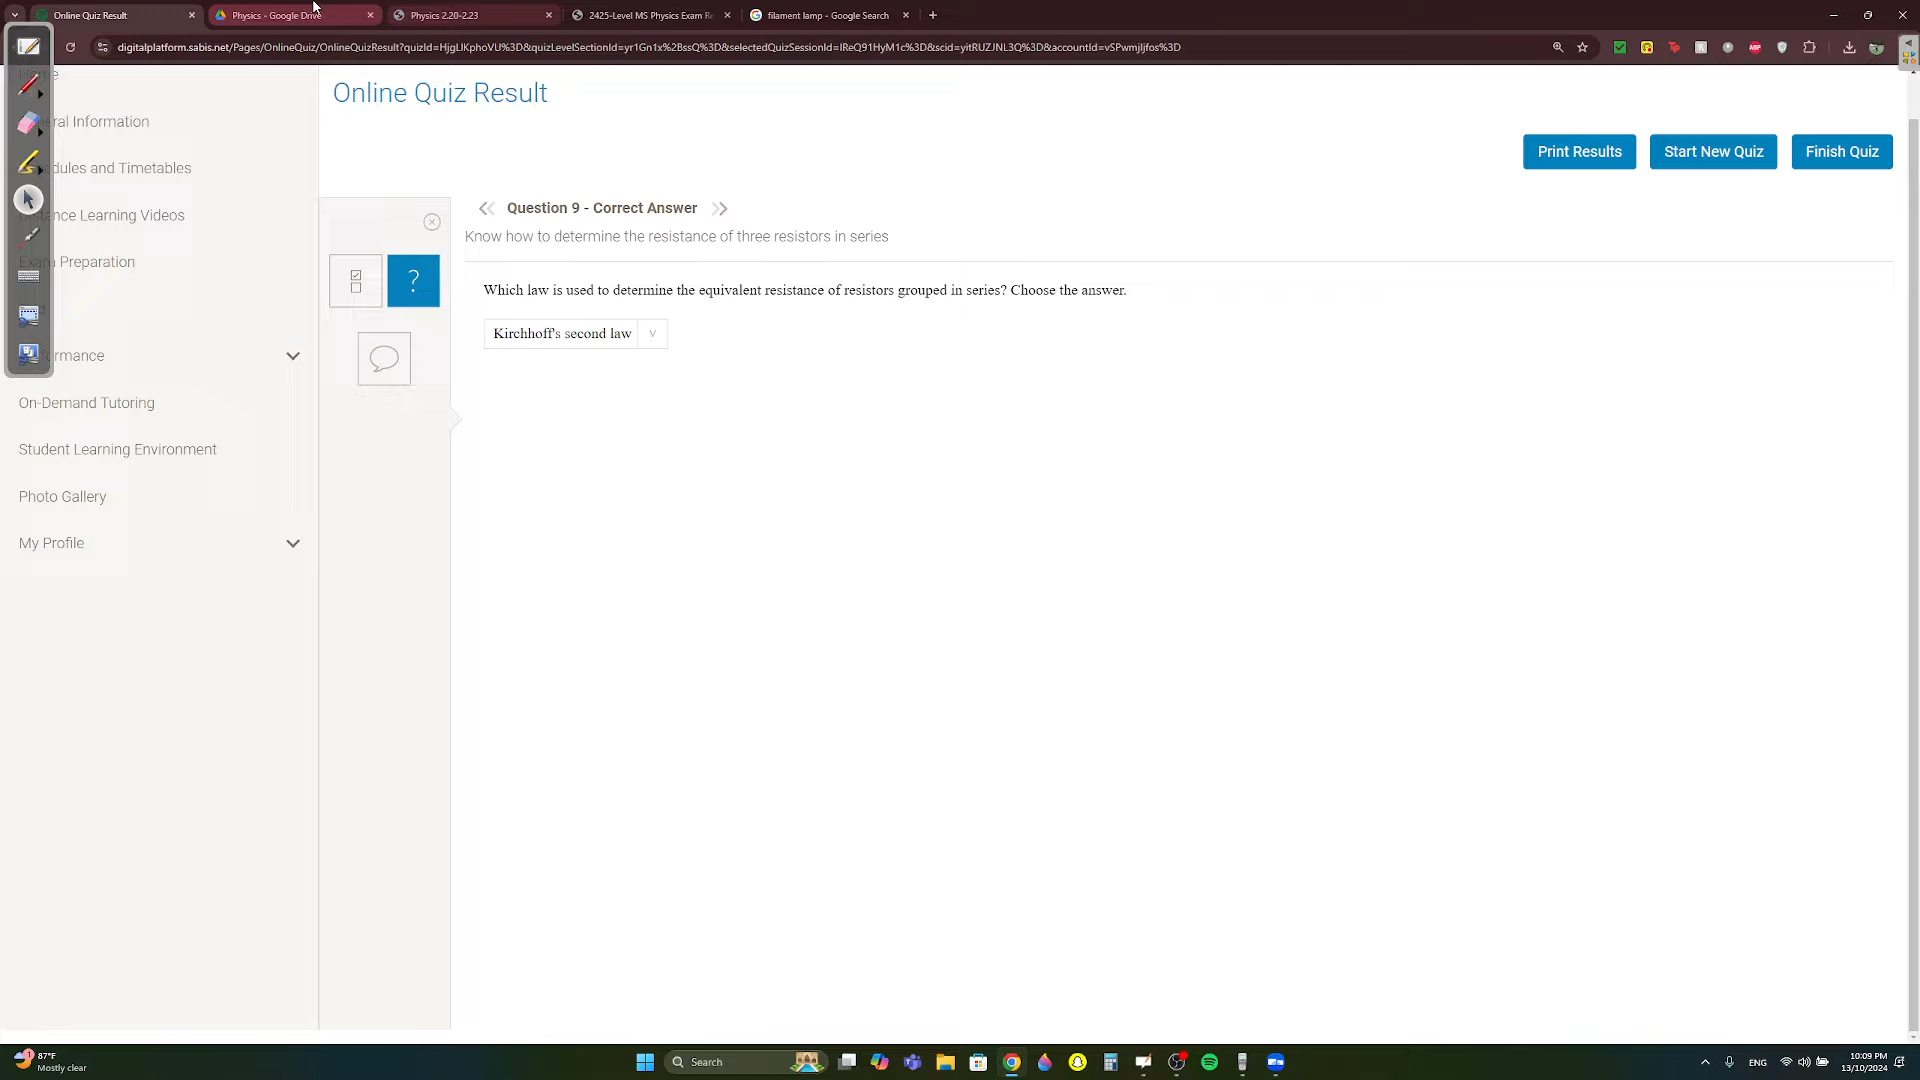 Online Quiz Result
Physics - Google Drive
Physics 2.20-2.23
2425-Level MS Physics Exam Re
filament lamp - Google Search
digitalplatform.sabis.net/Pages/OnlineQuiz/OnlineQuizResult?quizId=HjgLlKphoVU%3D&quizLevelSectionId=yr1Gn1x%2BssQ%3D&selectedQuizSessionId=lReQ91HyM1c%3D&scid=yitRUZJNL3Q%3D&accountId=vSPwmjljfos%3D
Online Quiz Result
ral Information
dules and Timetables
ance Learning Videos
Exam Preparation
rmance
On-Demand Tutoring
Student Learning Environment
Photo Gallery
My Profile
Print Results
Start New Quiz
Finish Quiz
Question 9 - Correct Answer
Know how to determine the resistance of three resistors in series
?
Which law is used to determine the equivalent resistance of resistors grouped in series? Choose the answer.
Kirchhoff's second law
87°F
Mostly clear
Search
ENG
10:09 PM
13/10/2024